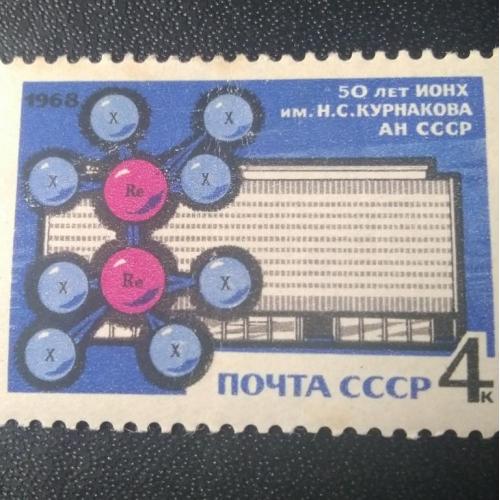 1968
50 ЛЕТ ИОНХ
ИМ. Н.С. КУРНАКОВА
АН СССР
X
X
X
X
Re
Re
X
X
X
X
ПОЧТА СССР 4 К